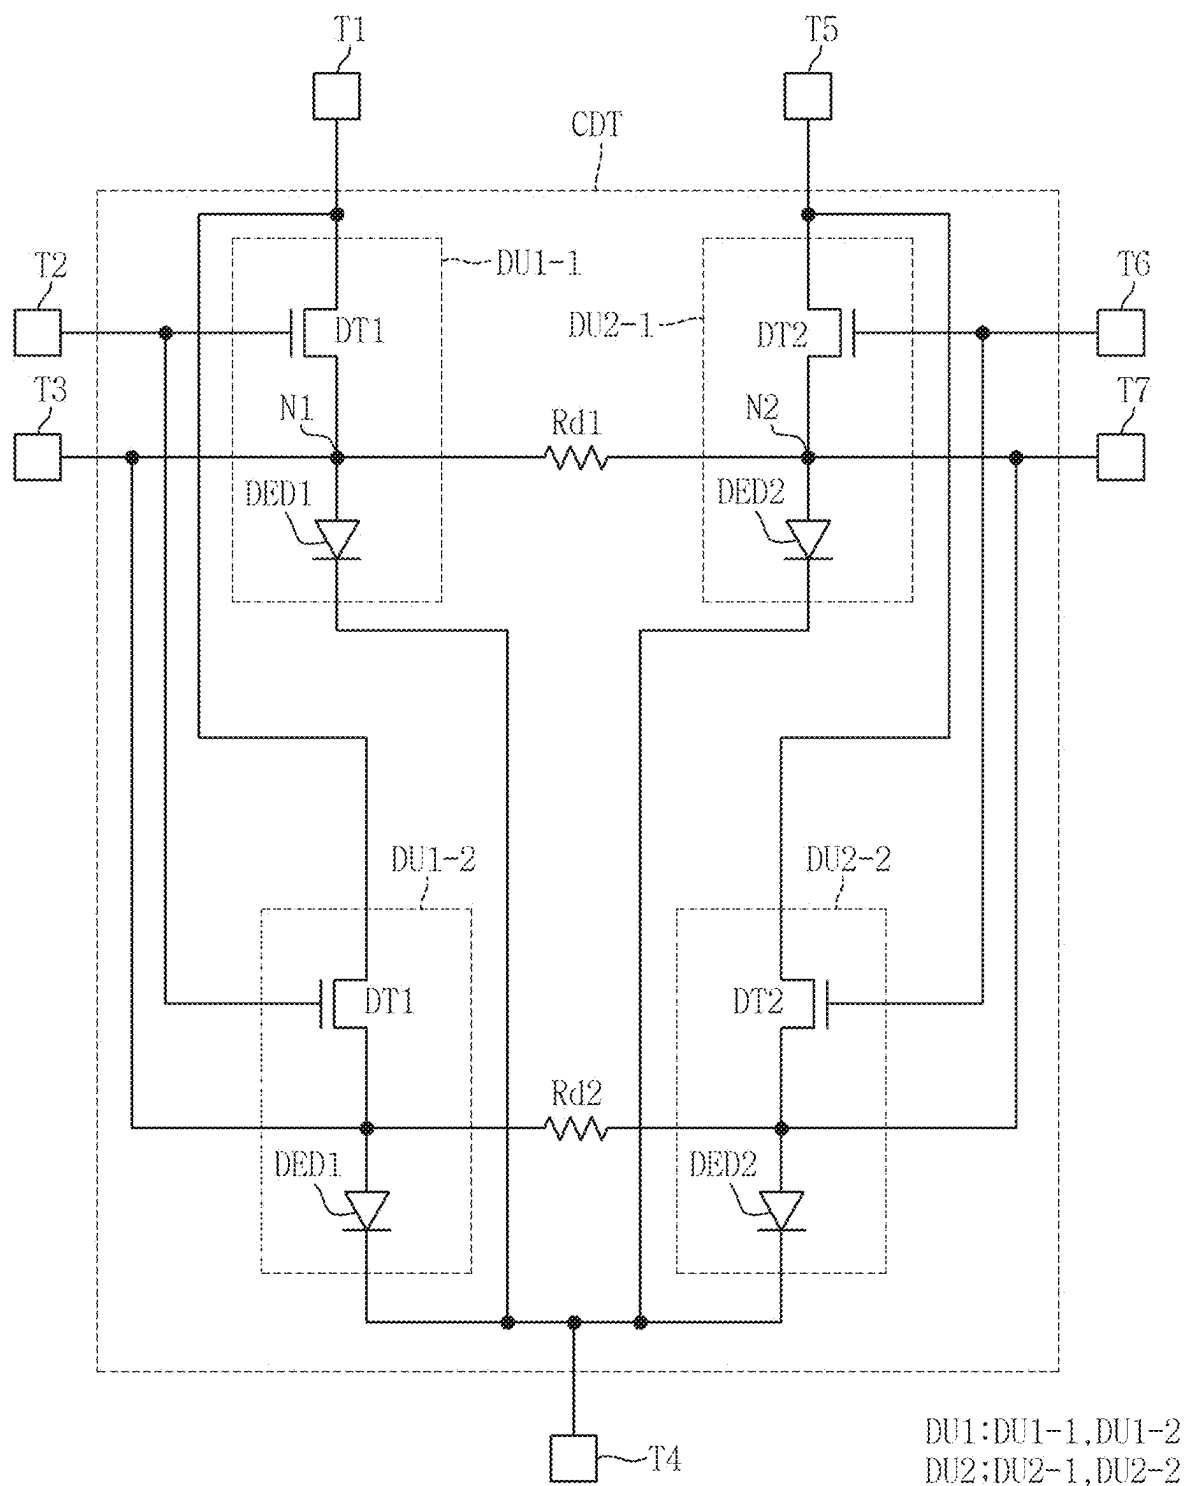 T1
T5
CDT
T2
DU1-1
T6
DT1
DU2-1
DT2
T3
N1
Rd1
N2
T7
DED1
DED2
DU1-2
DU2-2
DT1
DT2
Rd2
DED1
DED2
T4
DU1:DU1-1,DU1-2
DU2:DU2-1,DU2-2